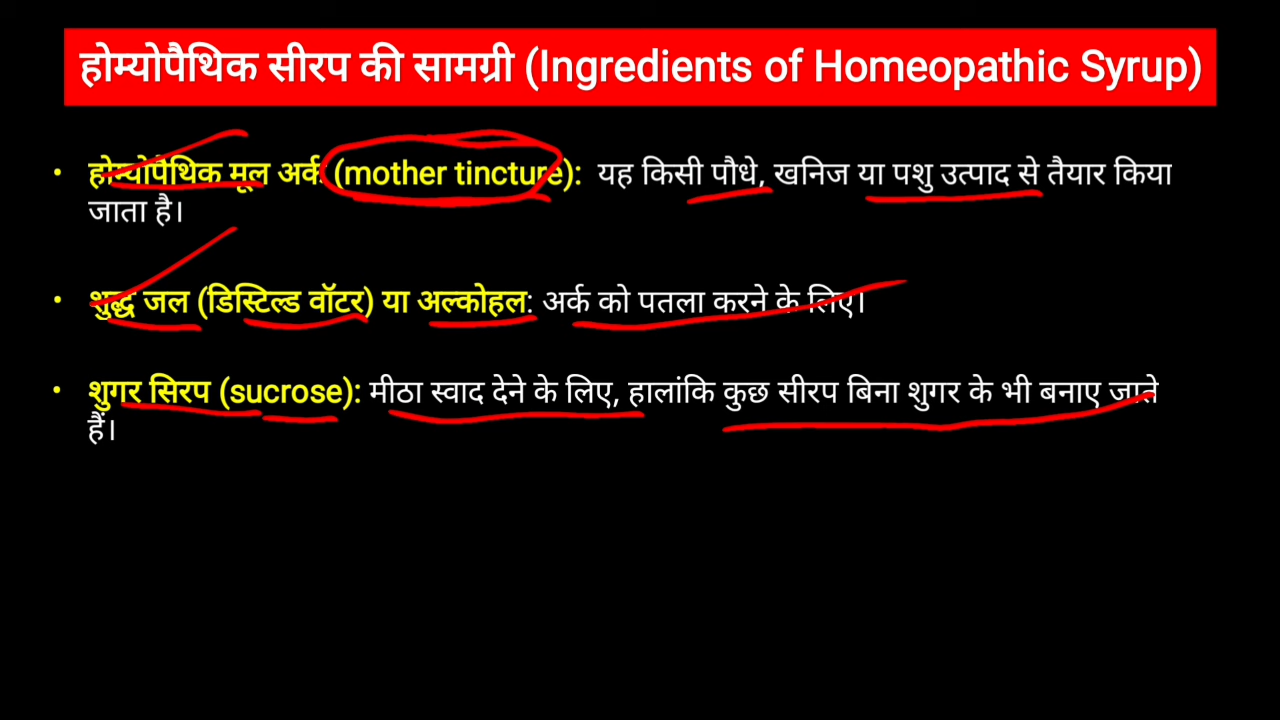 होम्योपैथिक सीरप की सामग्री (Ingredients of Homeopathic Syrup)
• होम्योपैथिक मूल अर्क (mother tincture): यह किसी पौधे, खनिज या पशु उत्पाद से तैयार किया
जाता है।
• शुद्ध जल (डिस्टिल्ड वॉटर) या अल्कोहल: अर्क को पतला करने के लिए।
• शुगर सिरप (sucrose): मीठा स्वाद देने के लिए, हालांकि कुछ सीरप बिना शुगर के भी बनाए जाते
हैं।